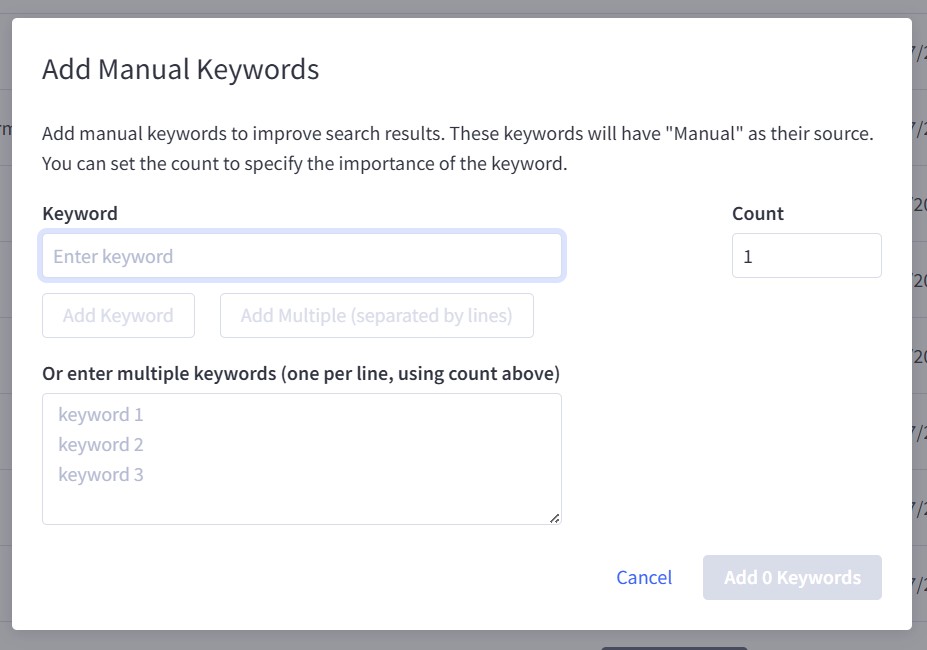 Add Manual Keywords
Add manual keywords to improve search results. These keywords will have "Manual" as their source.
You can set the count to specify the importance of the keyword.
Keyword
Count
Enter keyword
1
Add Keyword
Add Multiple (separated by lines)
Or enter multiple keywords (one per line, using count above)
keyword 1
keyword 2
keyword 3
Cancel
Add 0 Keywords